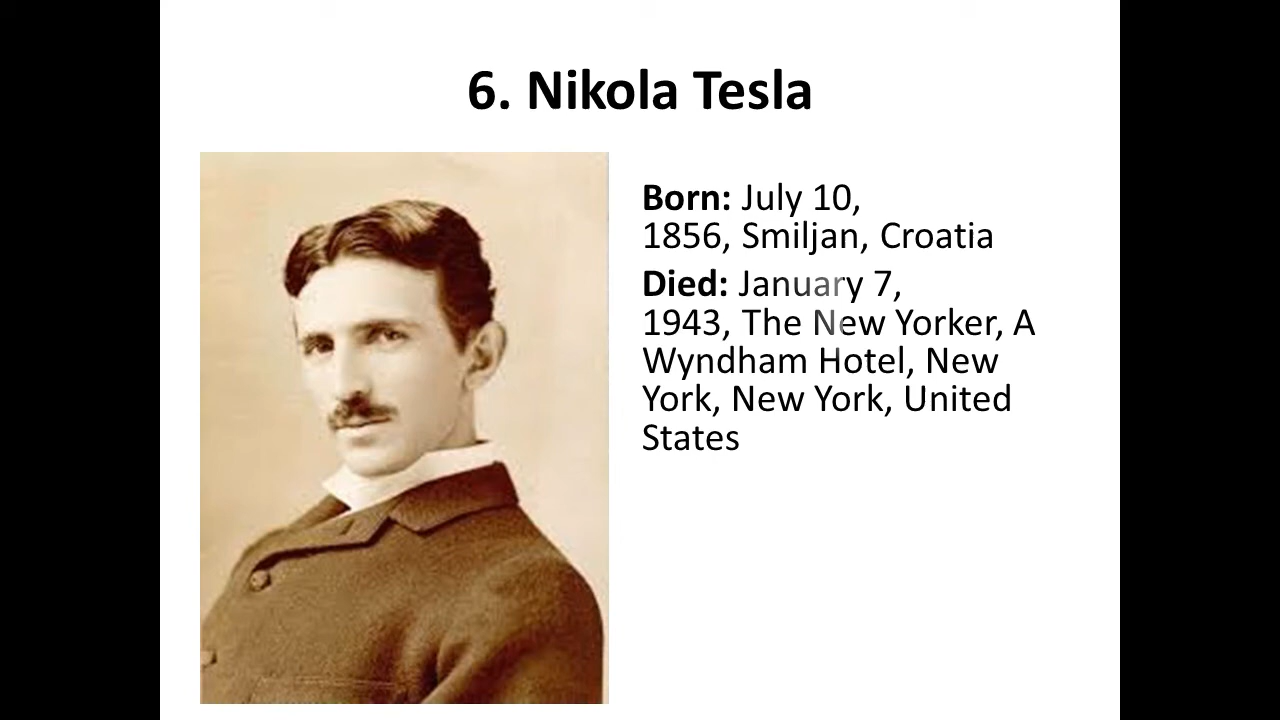 6. Nikola Tesla
Born: July 10,
1856, Smiljan, Croatia
Died: January 7,
1943, The New Yorker, A
Wyndham Hotel, New
York, New York, United
States